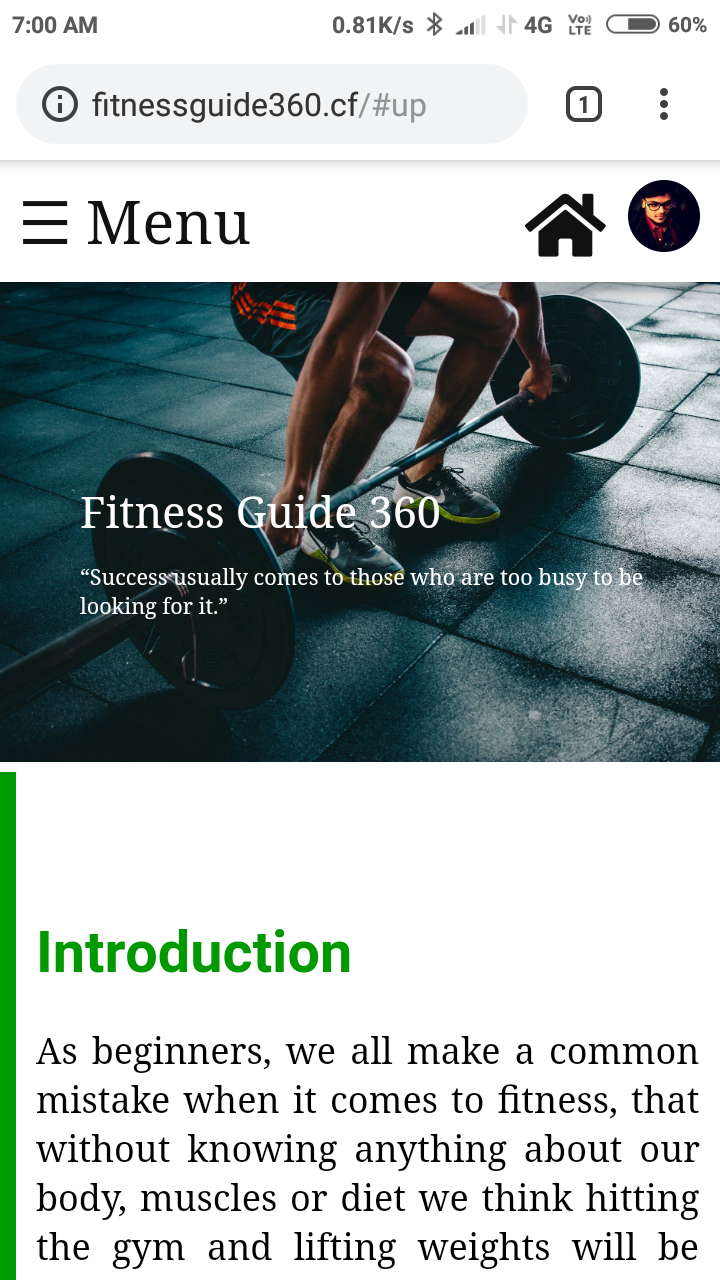 7:00 AM 0.81K/s 4G VoLTE 60%
fitnessguide360.cf/#up 1
☰ Menu
Fitness Guide 360
“Success usually comes to those who are too busy to be
looking for it.”
Introduction
As beginners, we all make a common
mistake when it comes to fitness, that
without knowing anything about our
body, muscles or diet we think hitting
the gym and lifting weights will be